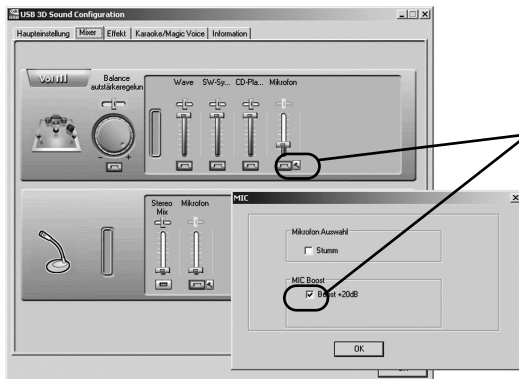 USB 3D Sound Configuration
Haupteinstellung Mixer Effekt Karaoke/Magic Voice Information
Vol
Balance
autstärkeregelun
Wave SW-Sy... CD-Pla... Mikrofon
- +
Stereo Mix
Mikrofon
MIC
Mikrofon Auswahl
Stumm
MIC Boost
Boost +20dB
OK